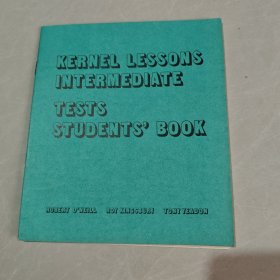 KERNEL LESSONS
INTERMEDIATE
TESTS
STUDENTS' BOOK
ROBERT O'NEILL ROY KINGSBURY TONY YEADON